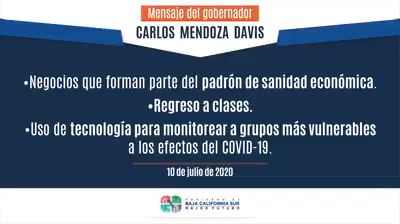 Mensaje del gobernador
CARLOS MENDOZA DAVIS
•Negocios que forman parte del padrón de sanidad económica.
•Regreso a clases.
•Uso de tecnología para monitorear a grupos más vulnerables
a los efectos del COVID-19.
10 de julio de 2020
GOBIERNO DE
BAJA CALIFORNIA SUR
MEJOR FUTURO